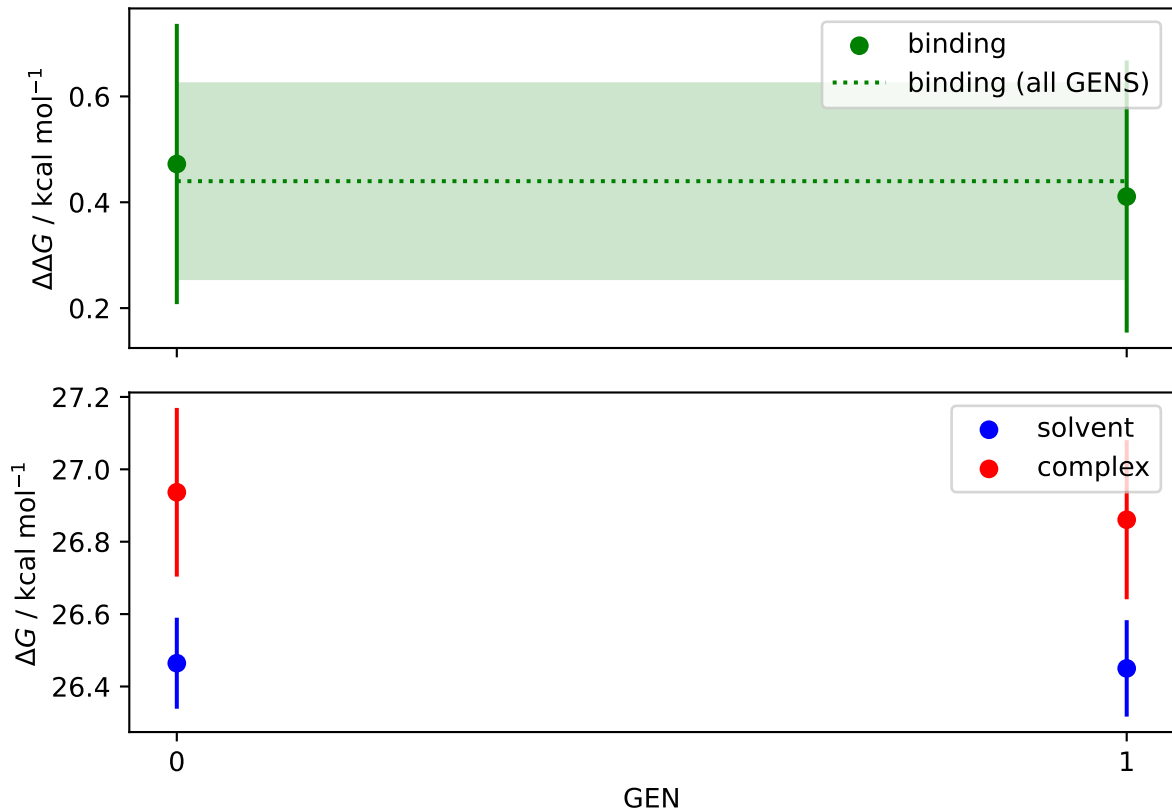 binding
binding (all GENS)
ΔΔG / kcal mol⁻¹
0.6
0.4
0.2
solvent
complex
ΔG / kcal mol⁻¹
27.2
27.0
26.8
26.6
26.4
0 1
GEN